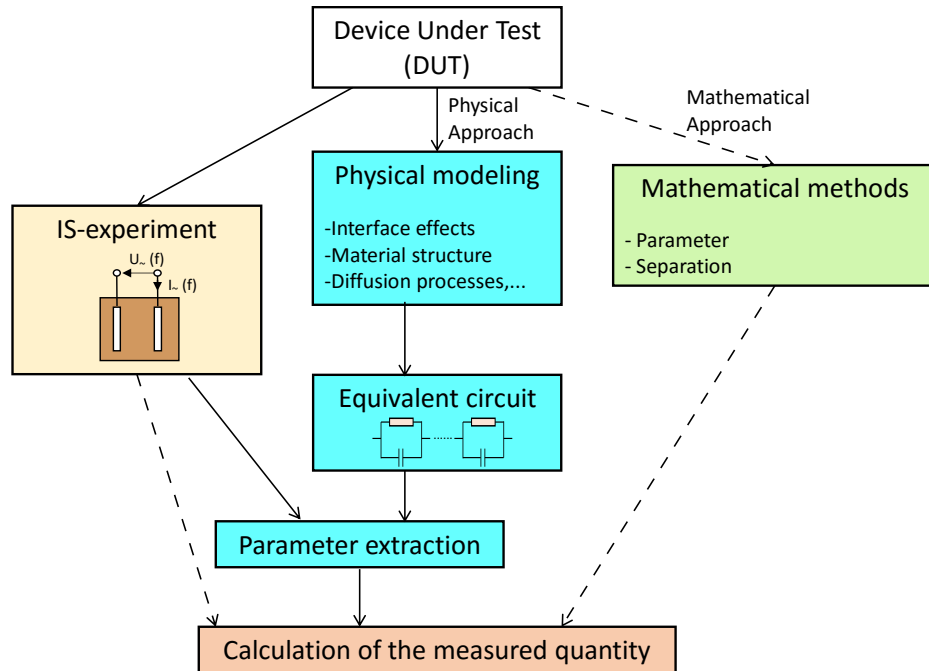 Device Under Test
(DUT)
Physical
Approach
Mathematical
Approach
IS-experiment
U~ (f)
I~ (f)
Physical modeling
-Interface effects
-Material structure
-Diffusion processes,...
Mathematical methods
- Parameter
- Separation
Equivalent circuit
Parameter extraction
Calculation of the measured quantity